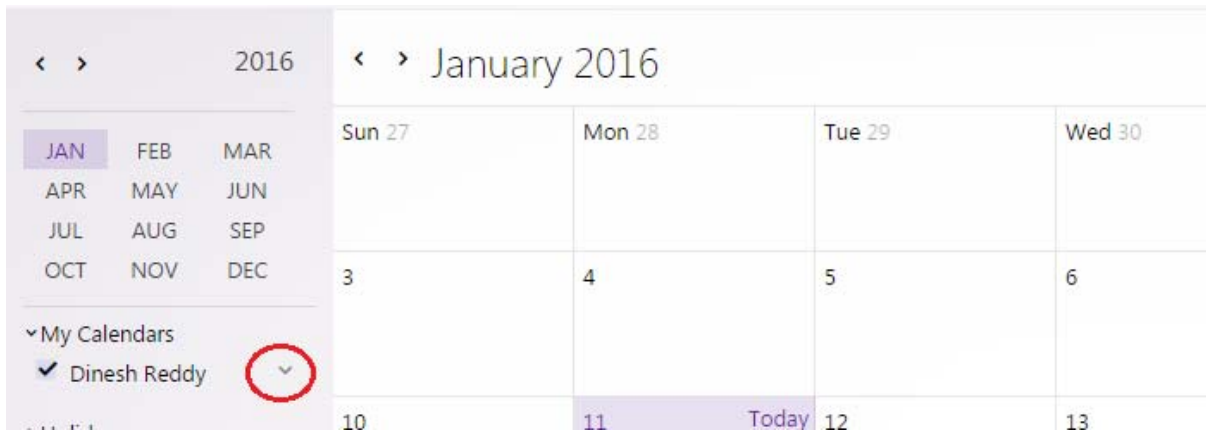 2016
JAN FEB MAR
APR MAY JUN
JUL AUG SEP
OCT NOV DEC
My Calendars
Dinesh Reddy
January 2016
Sun 27 Mon 28 Tue 29 Wed 30
3 4 5 6
10 11 Today 12 13